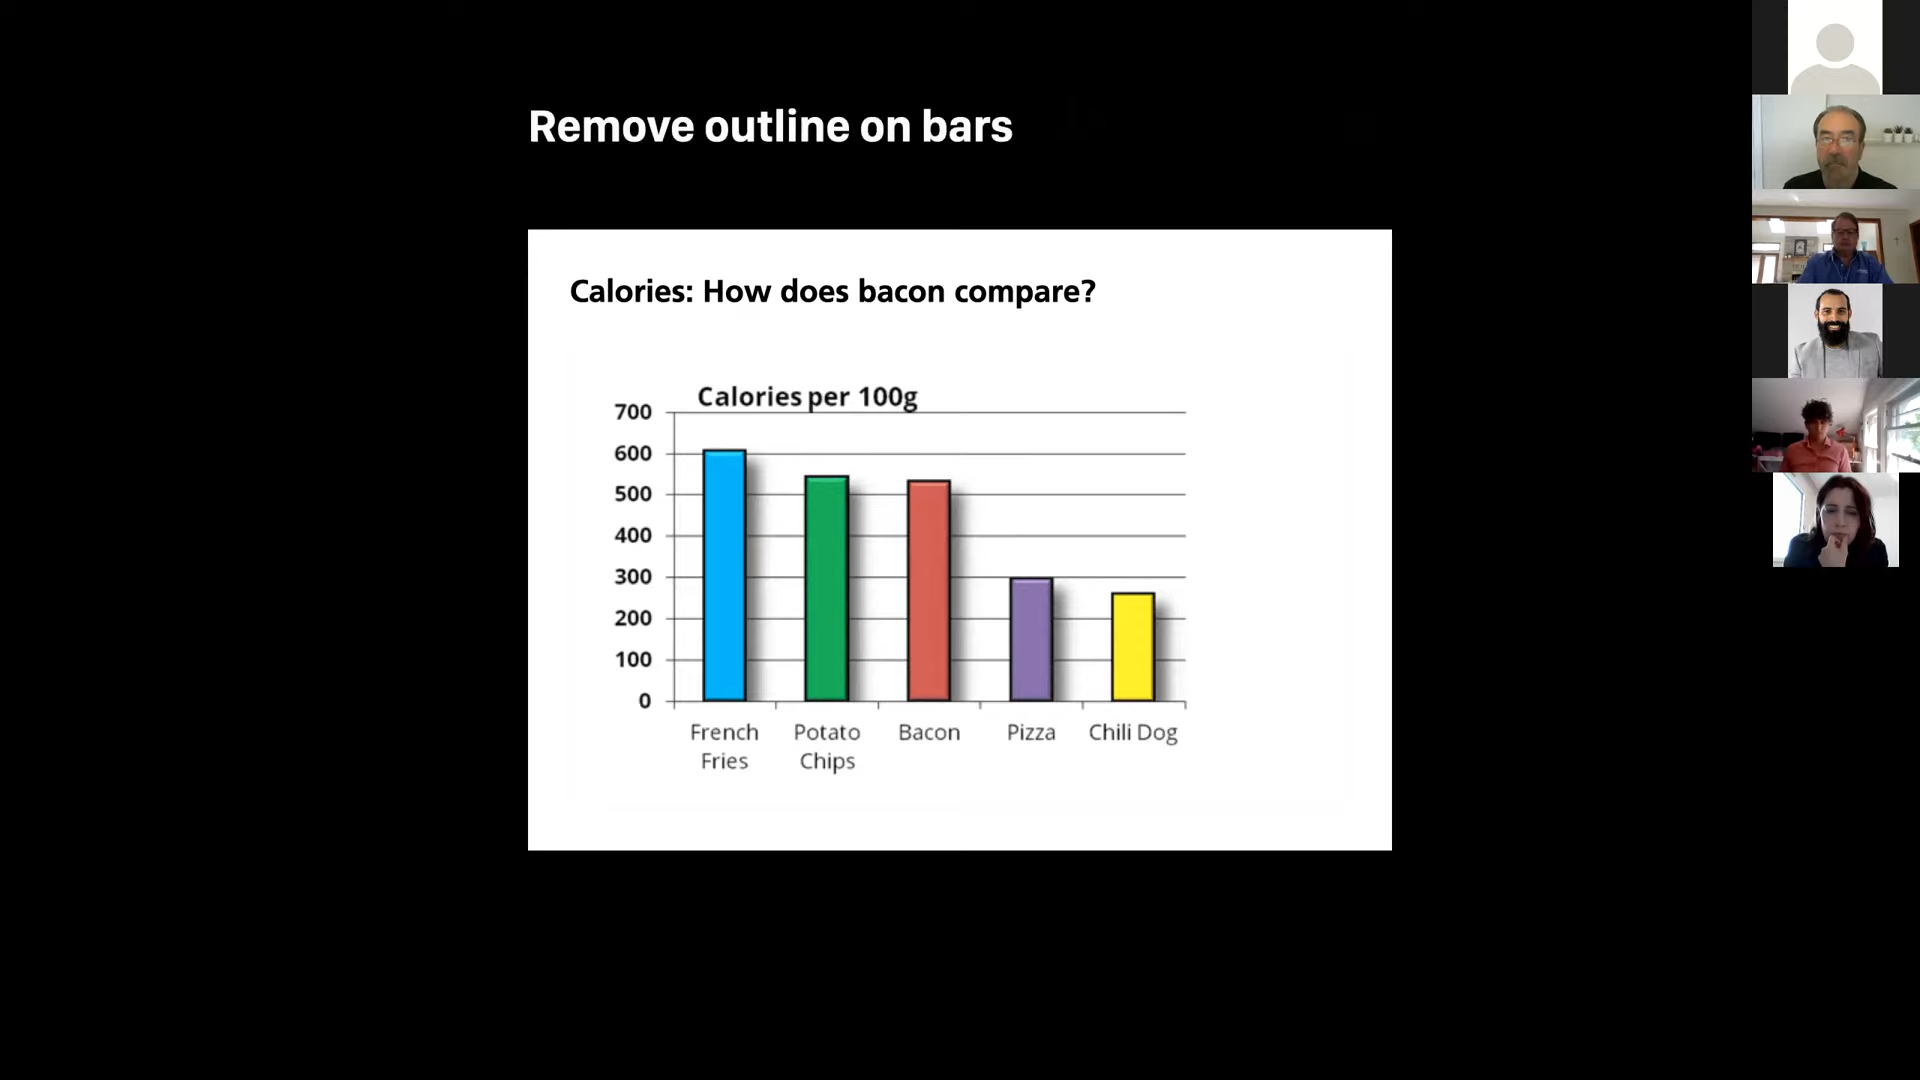 Remove outline on bars
Calories: How does bacon compare?
Calories per 100g
700
600
500
400
300
200
100
0
French Fries
Potato Chips
Bacon
Pizza
Chili Dog